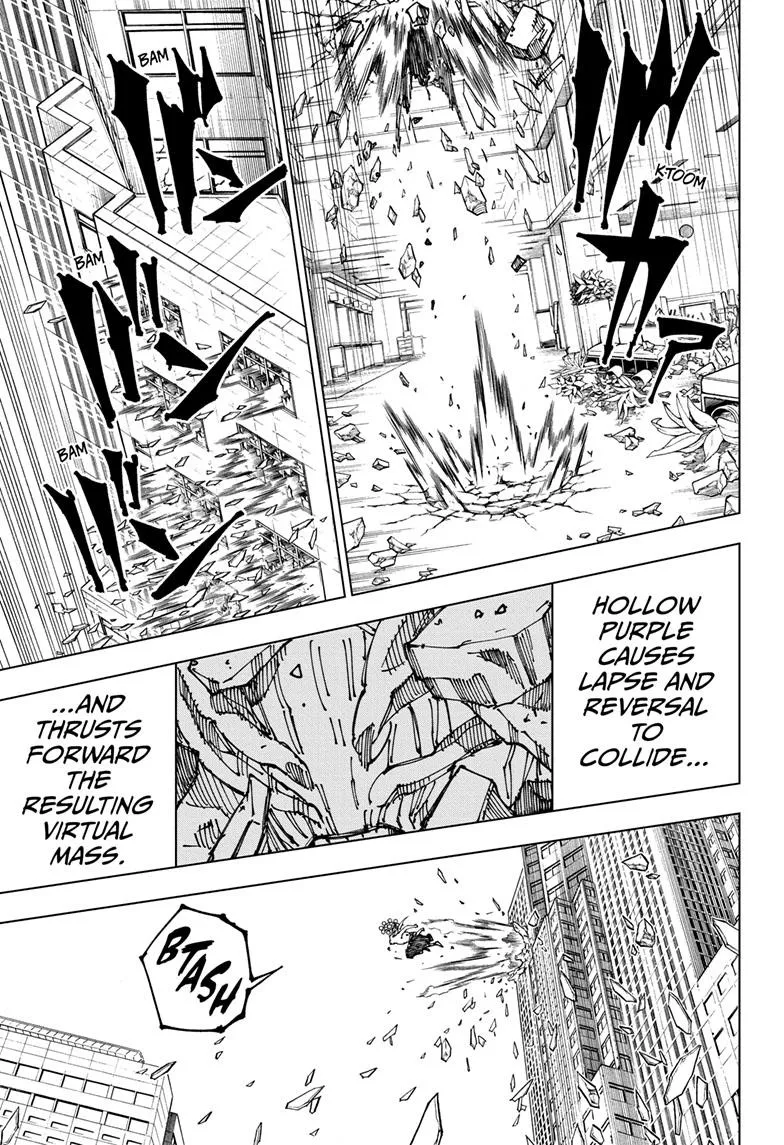 KTOOM
BAM
BAM
BAM
HOLLOW
PURPLE
CAUSES
LAPSE AND
REVERSAL
TO
COLLIDE...
...AND
THRUSTS
FORWARD
THE
RESULTING
VIRTUAL
MASS.
BTASH